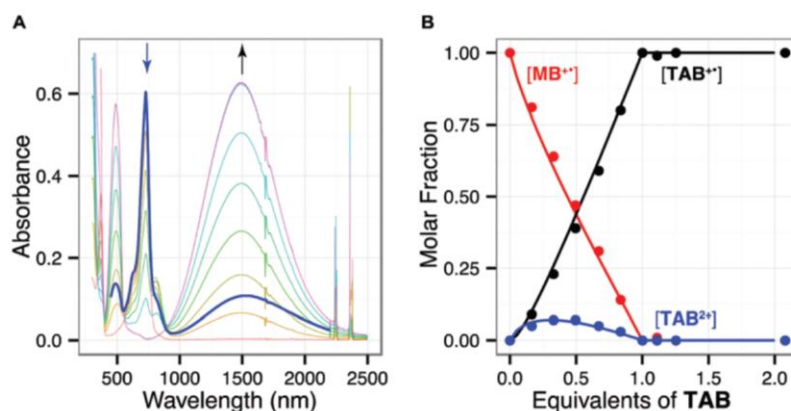 A
Absorbance
0.6
0.4
0.2
0.0
500 1000 1500 2000 2500
Wavelength (nm)
B
Molar Fraction
1.00
0.75
0.50
0.25
0.00
[MB+•]
[TAB+•]
[TAB2+]
0.0 0.5 1.0 1.5 2.0
Equivalents of TAB